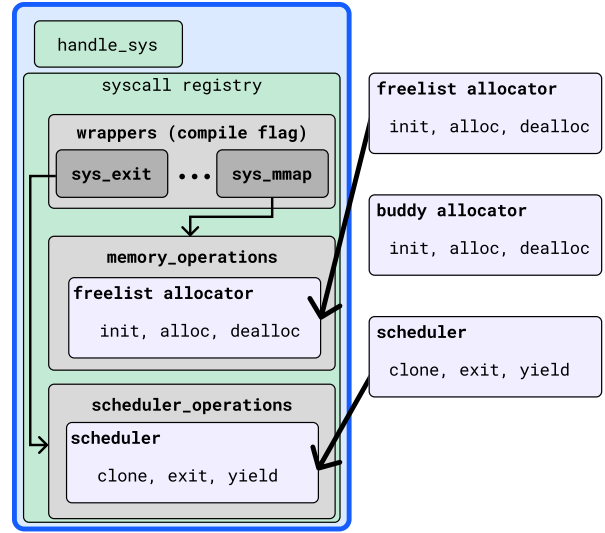 handle_sys
syscall registry
wrappers (compile flag)
sys_exit ... sys_mmap
memory_operations
freelist allocator
init, alloc, dealloc
scheduler_operations
scheduler
clone, exit, yield
freelist allocator
init, alloc, dealloc
buddy allocator
init, alloc, dealloc
scheduler
clone, exit, yield